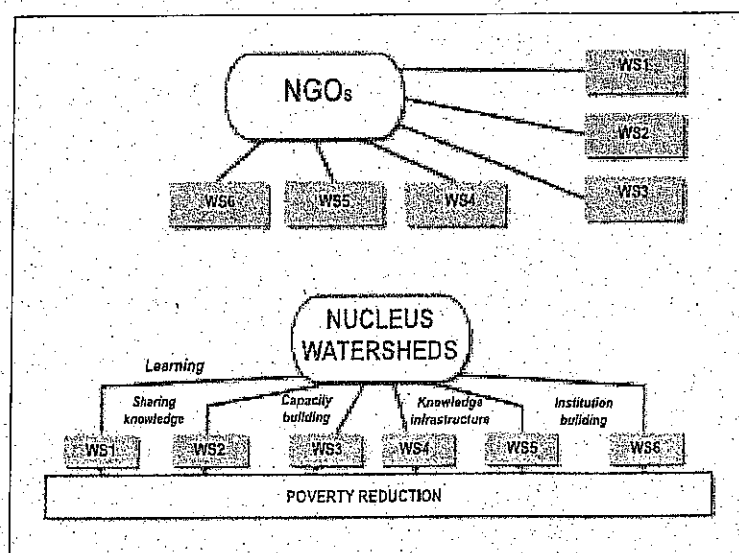 NGOs
WS1
WS2
WS3
WS6
WS5
WS4
NUCLEUS
WATERSHEDS
Learning
Sharing
knowledge
Capacity
building
Knowledge
infrastructure
Institution
building
WS1
WS2
WS3
WS4
WS5
WS6
POVERTY REDUCTION